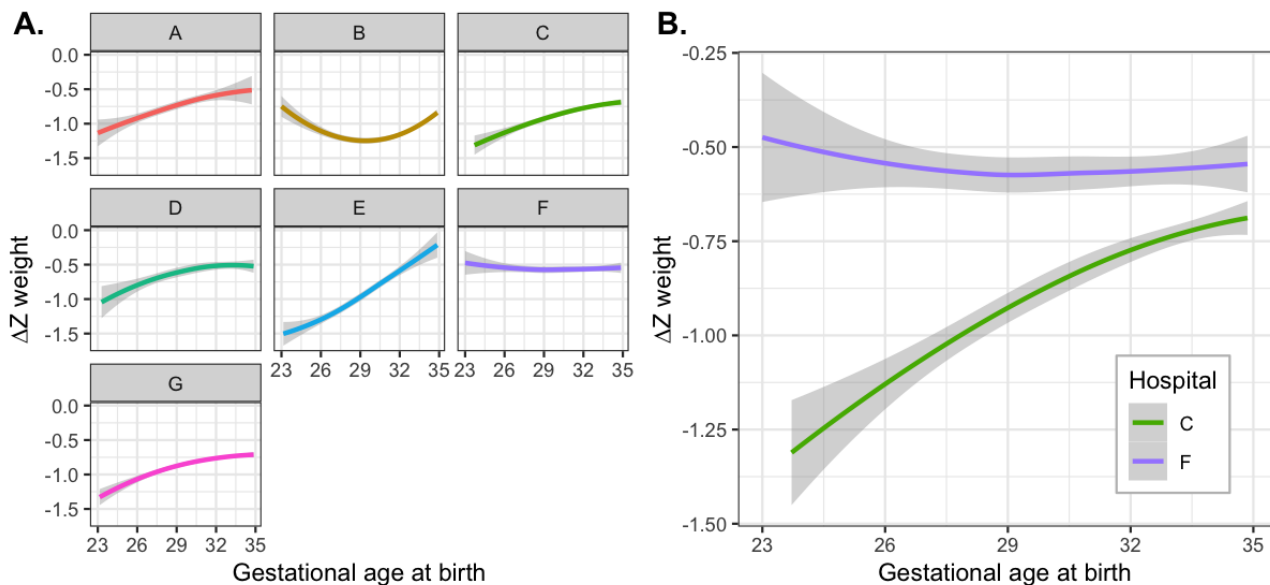 A.
A
B
C
0.0
-0.5
-1.0
-1.5
D
E
F
0.0
-0.5
-1.0
-1.5
23 26 29 32 35
23 26 29 32 35
G
0.0
-0.5
-1.0
-1.5
23 26 29 32 35
ΔZ weight
Gestational age at birth
B.
-0.25
-0.50
-0.75
-1.00
-1.25
-1.50
ΔZ weight
Hospital
C
F
23 26 29 32 35
Gestational age at birth